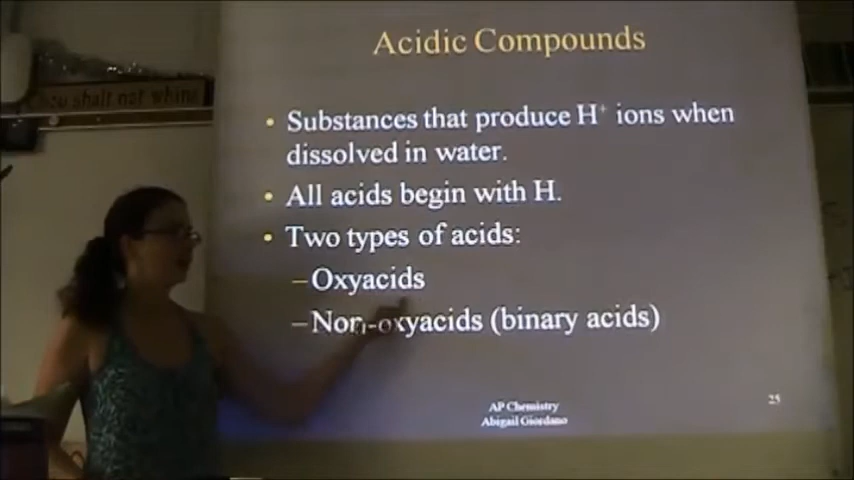 Acidic Compounds
thou shalt not whine
• Substances that produce H⁺ ions when
dissolved in water.
• All acids begin with H.
• Two types of acids:
–Oxyacids
–Non-oxyacids (binary acids)
AP Chemistry
Abigail Giordano
25